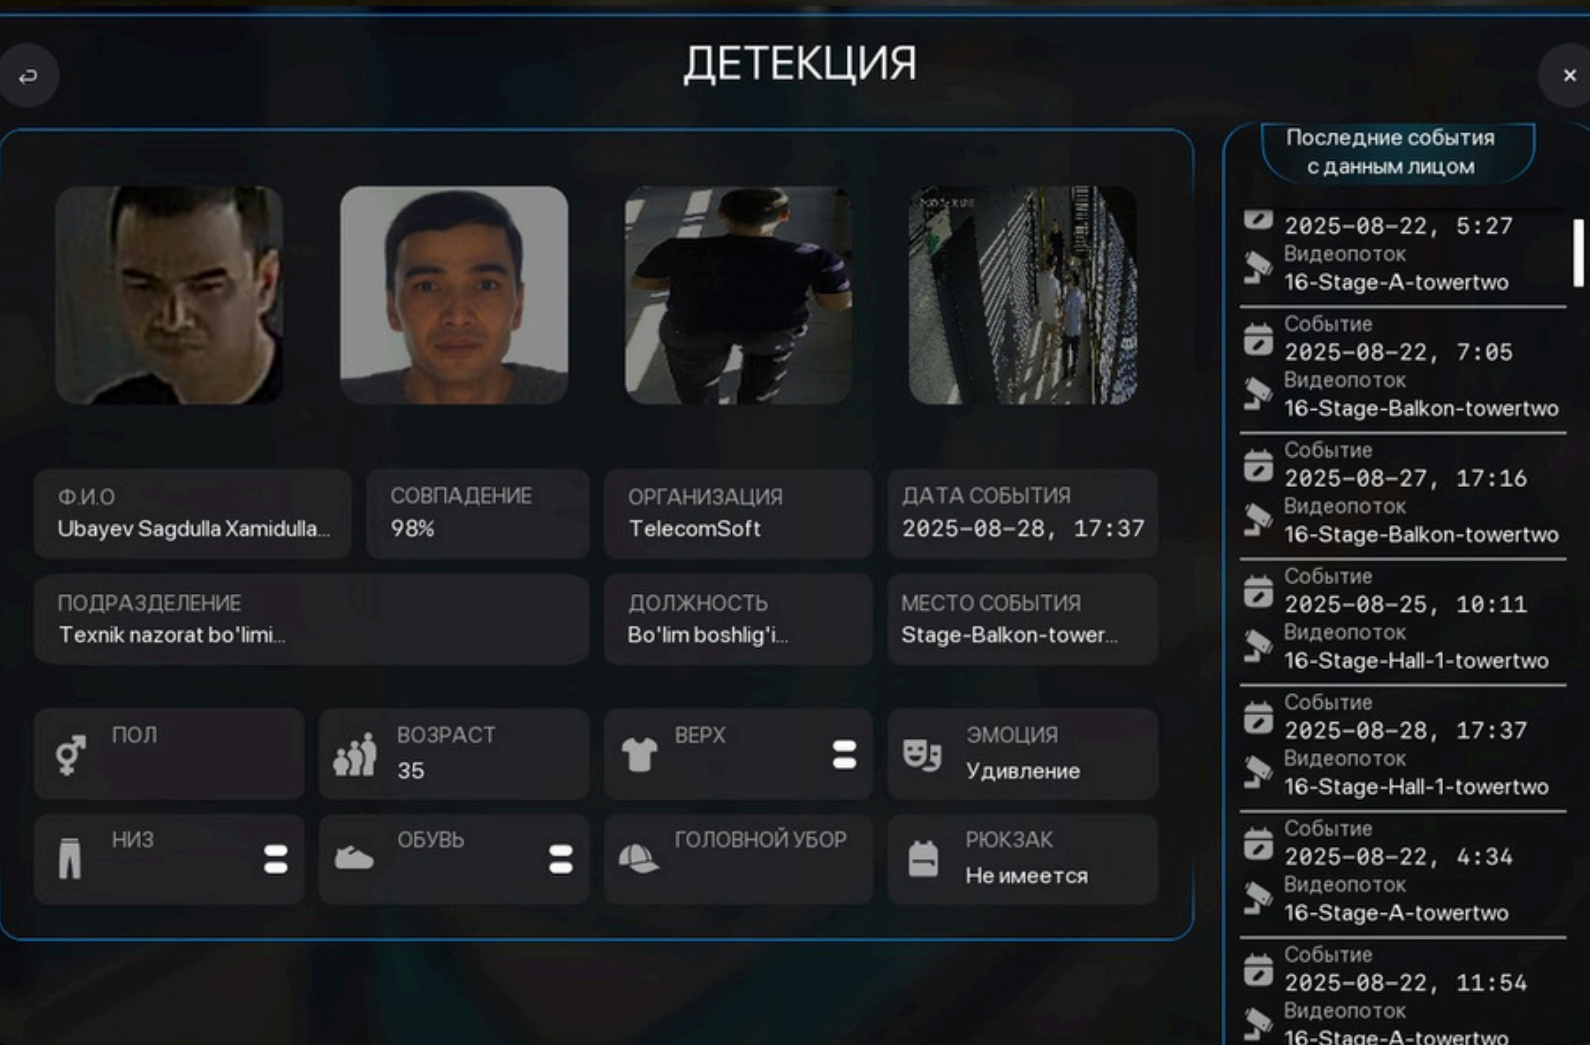 ДЕТЕКЦИЯ
Ф.И.О
Ubayev Sagdulla Xamidulla...
СОВПАДЕНИЕ
98%
ОРГАНИЗАЦИЯ
TelecomSoft
ДАТА СОБЫТИЯ
2025-08-28, 17:37
ПОДРАЗДЕЛЕНИЕ
Texnik nazorat bo'limi...
ДОЛЖНОСТЬ
Bo'lim boshlig'i...
МЕСТО СОБЫТИЯ
Stage-Balkon-tower...
ПОЛ
ВОЗРАСТ
35
ВЕРХ
ЭМОЦИЯ
Удивление
НИЗ
ОБУВЬ
ГОЛОВНОЙ УБОР
РЮКЗАК
Не имеется
Последние события
с данным лицом
2025-08-22, 5:27
Видеопоток
16-Stage-A-towertwo
Событие
2025-08-22, 7:05
Видеопоток
16-Stage-Balkon-towertwo
Событие
2025-08-27, 17:16
Видеопоток
16-Stage-Balkon-towertwo
Событие
2025-08-25, 10:11
Видеопоток
16-Stage-Hall-1-towertwo
Событие
2025-08-28, 17:37
Видеопоток
16-Stage-Hall-1-towertwo
Событие
2025-08-22, 4:34
Видеопоток
16-Stage-A-towertwo
Событие
2025-08-22, 11:54
Видеопоток
16-Stage-A-towertwo